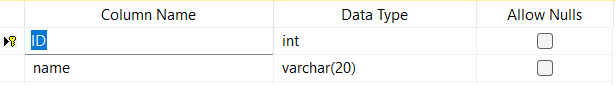 Column Name Data Type Allow Nulls
ID int
name varchar(20)